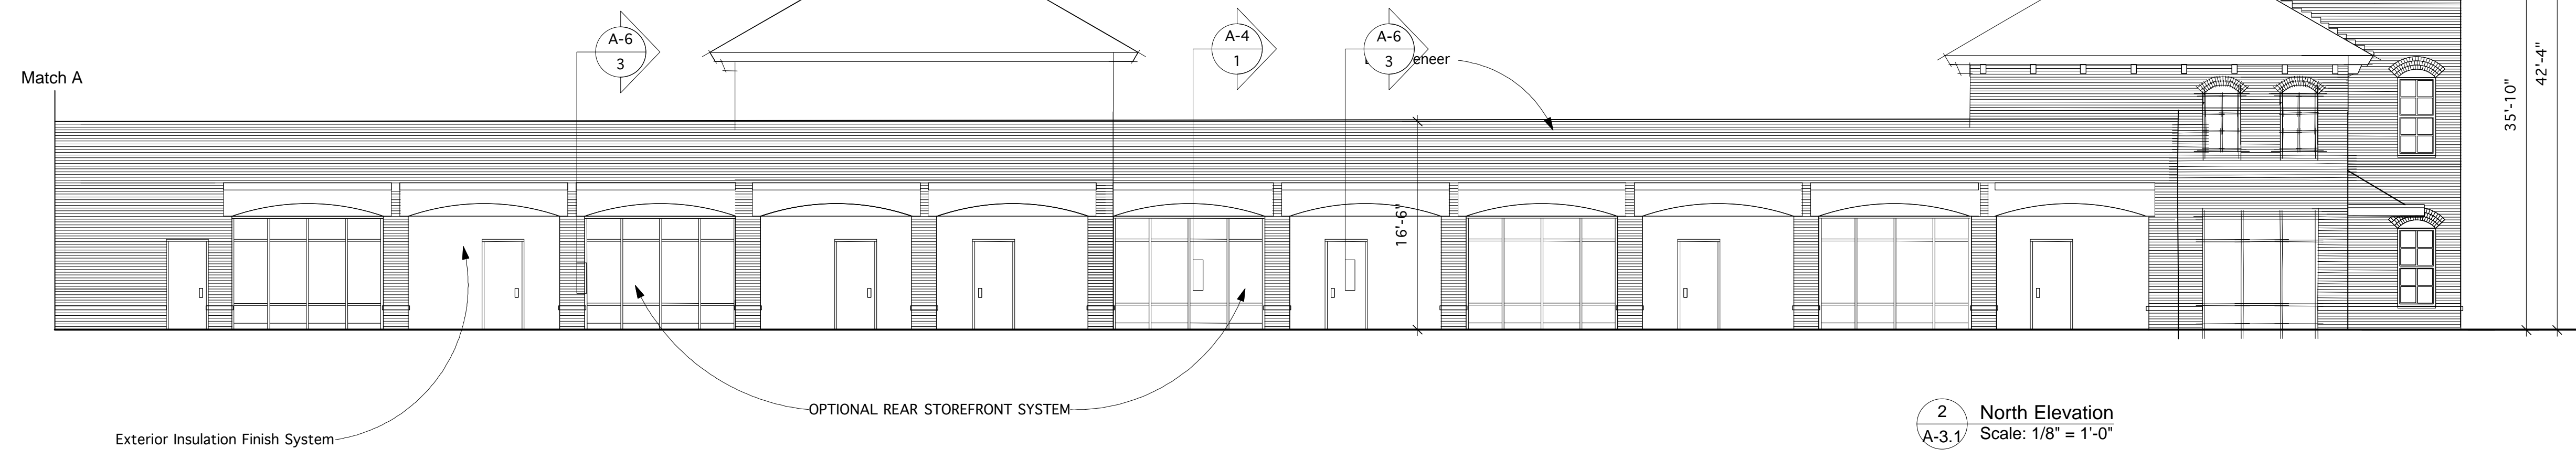 Match A
A-6
3
A-4
1
A-6
3
eneer
16'-6"
35'-10"
42'-4"
OPTIONAL REAR STOREFRONT SYSTEM
Exterior Insulation Finish System
2
A-3.1
North Elevation
Scale: 1/8" = 1'-0"